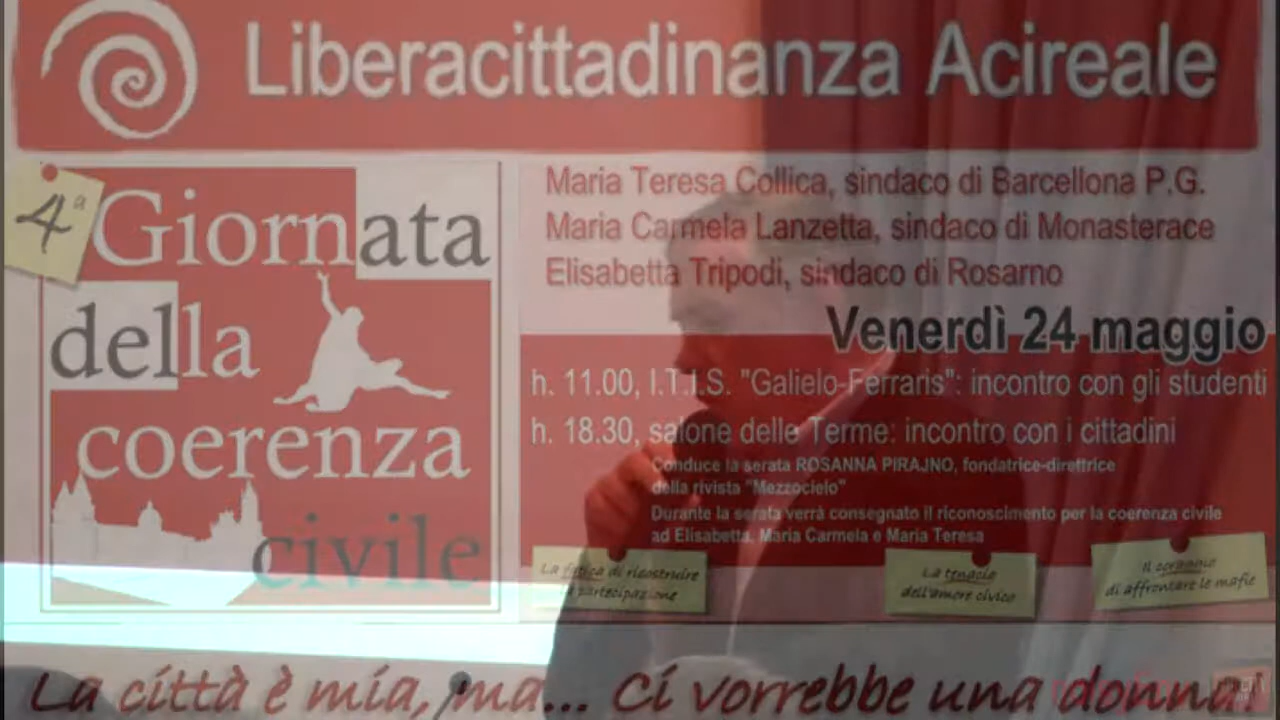 Liberacittadinanza Acireale
4ª
Giornata
della
coerenza
civile
Maria Teresa Collica, sindaco di Barcellona P.G.
Maria Carmela Lanzetta, sindaco di Monasterace
Elisabetta Tripodi, sindaco di Rosarno
Venerdì 24 maggio
h. 11.00, I.T.I.S. "Galielo-Ferraris": incontro con gli studenti
h. 18.30, salone delle Terme: incontro con i cittadini
Conduce la serata ROSANNA PIRAJNO, fondatrice-direttrice
della rivista "Mezzocielo"
Durante la serata verrà consegnato il riconoscimento per la coerenza civile
ad Elisabetta, Maria Carmela e Maria Teresa
La fatica di ricostruire
la partecipazione
La tenacia
dell'amore civico
Il coraggio
di affrontare le mafie
La città è mia, ma... Ci vorrebbe una donna